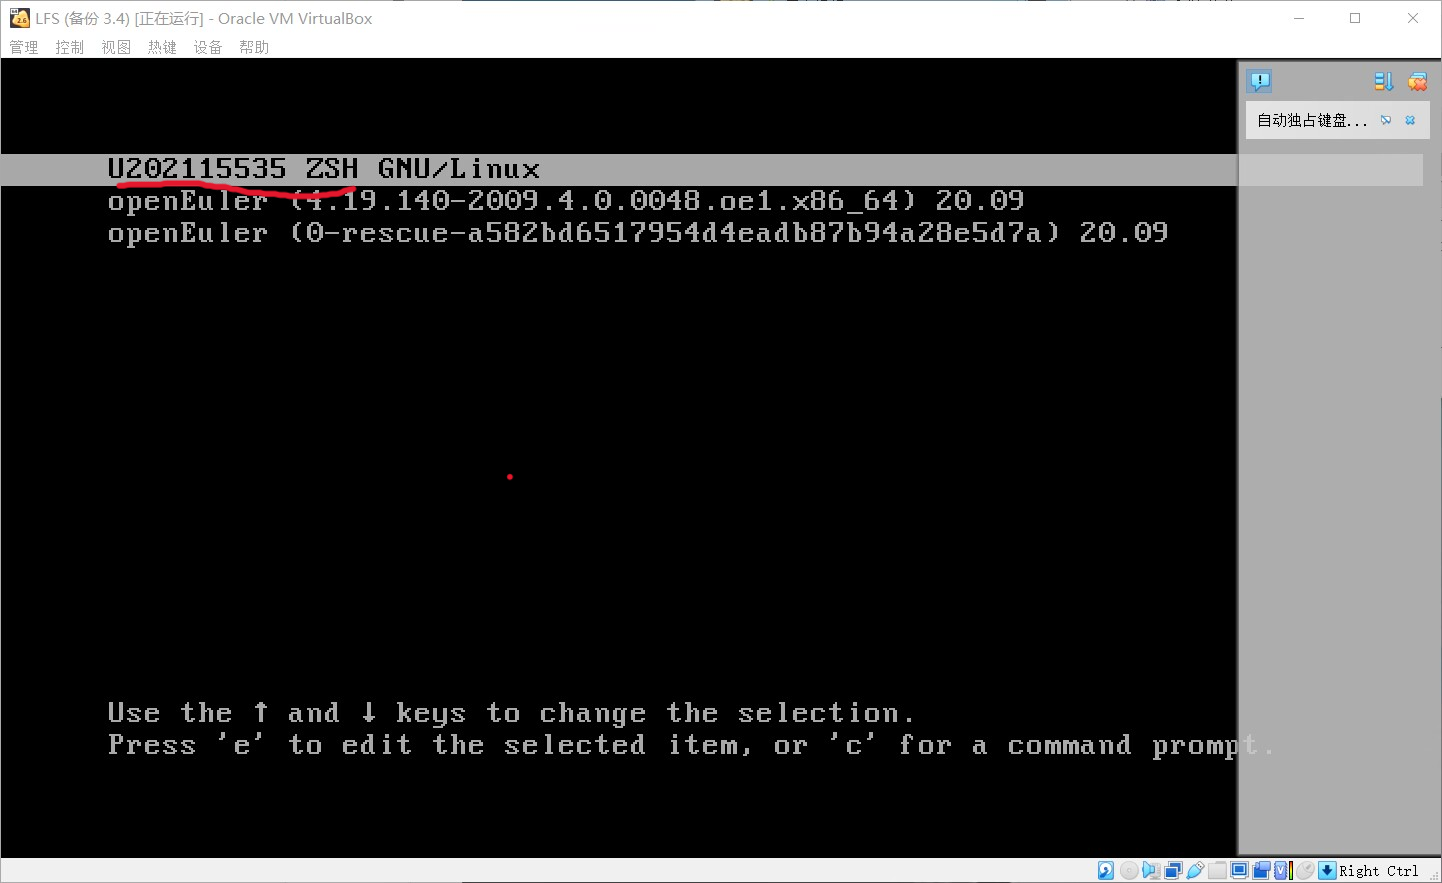 LFS (备份 3.4) [正在运行] - Oracle VM VirtualBox
管理 控制 视图 热键 设备 帮助
自动独占键盘...
U202115535 ZSH GNU/Linux
openEuler (4.19.140-2009.4.0.0048.oe1.x86_64) 20.09
openEuler (0-rescue-a582bd6517954d4eadb87b94a28e5d7a) 20.09
Use the ↑ and ↓ keys to change the selection.
Press 'e' to edit the selected item, or 'c' for a command prompt.
Right Ctrl